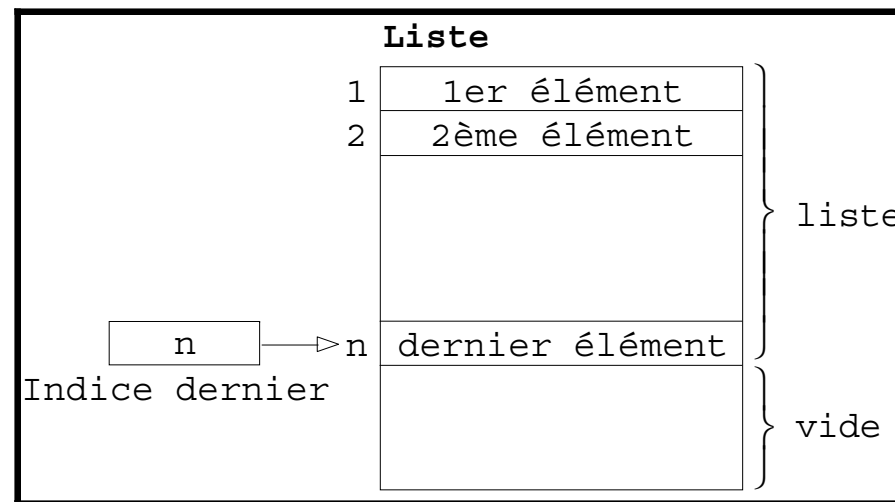 Liste
1 1er élément
2 2ème élément
liste
n n dernier élément
Indice dernier
vide